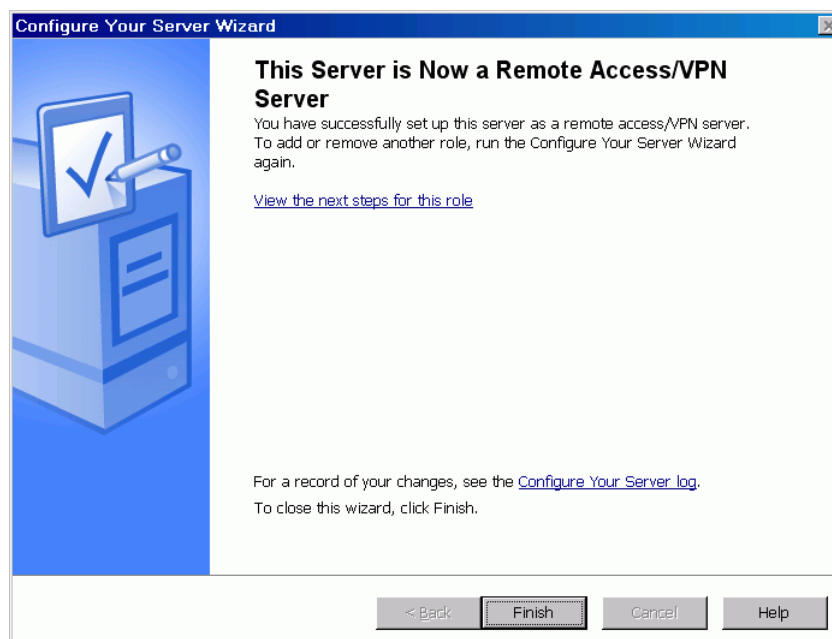 Configure Your Server Wizard
This Server is Now a Remote Access/VPN
Server
You have successfully set up this server as a remote access/VPN server.
To add or remove another role, run the Configure Your Server Wizard
again.
View the next steps for this role
For a record of your changes, see the Configure Your Server log.
To close this wizard, click Finish.
< Back Finish Cancel Help